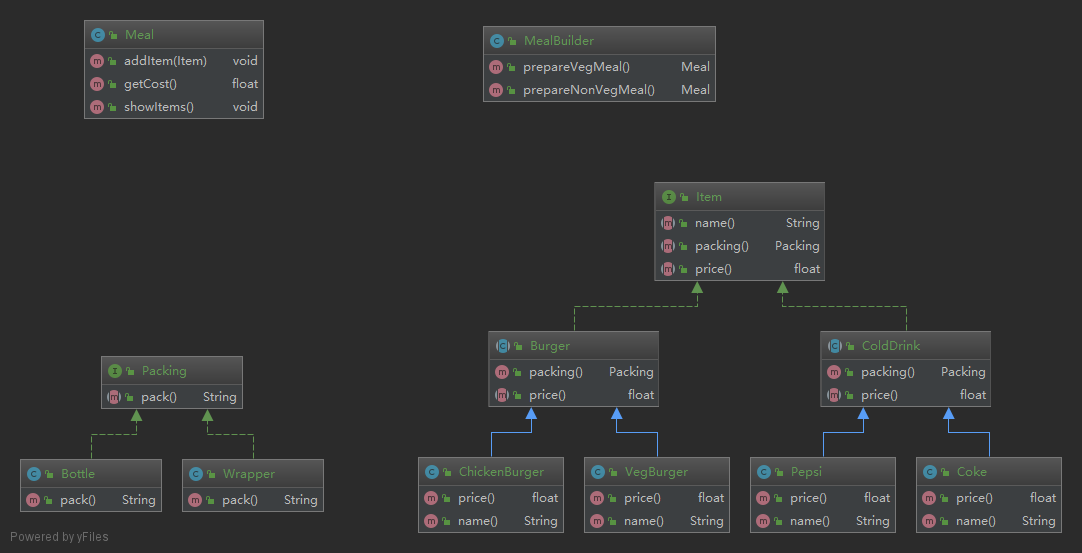 Meal
addItem(Item) void
getCost() float
showItems() void
MealBuilder
prepareVegMeal() Meal
prepareNonVegMeal() Meal
Item
name() String
packing() Packing
price() float
Burger
packing() Packing
price() float
ColdDrink
packing() Packing
price() float
Packing
pack() String
Bottle
pack() String
Wrapper
pack() String
ChickenBurger
price() float
name() String
VegBurger
price() float
name() String
Pepsi
price() float
name() String
Coke
price() float
name() String
Powered by yFiles